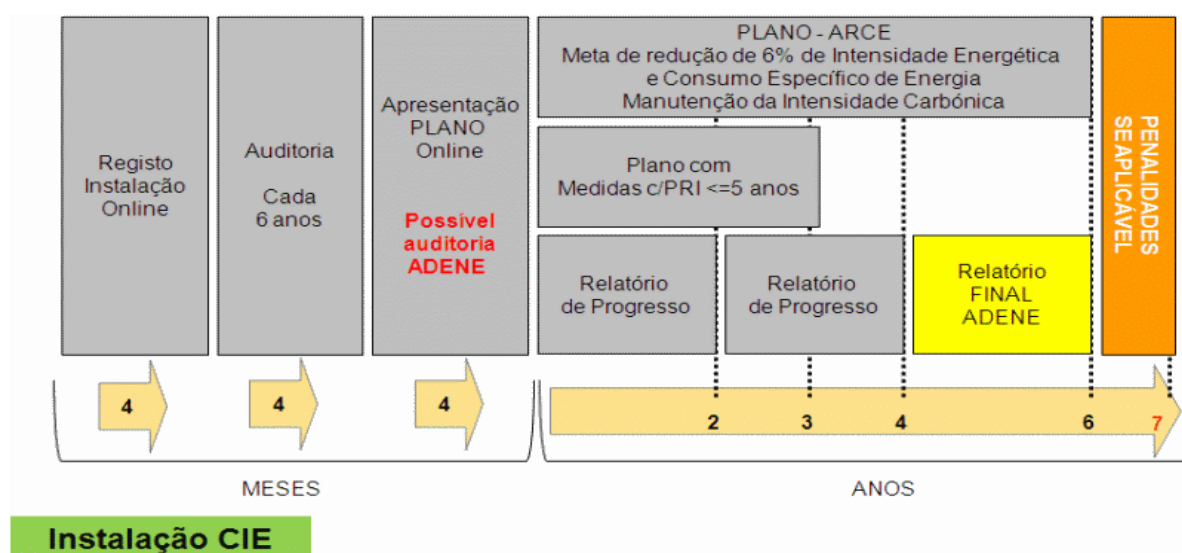 Registo
Instalação
Online
Auditoria
Cada
6 anos
Apresentação
PLANO
Online
Possível
auditoria
ADENE
PLANO - ARCE
Meta de redução de 6% de Intensidade Energética
e Consumo Específico de Energia
Manutenção da Intensidade Carbónica
Plano com
Medidas c/PRI <=5 anos
Relatório
de Progresso
Relatório
de Progresso
Relatório
FINAL
ADENE
PENALIDADES
SE APLICÁVEL
4
4
4
2
3
4
6
7
MESES
ANOS
Instalação CIE